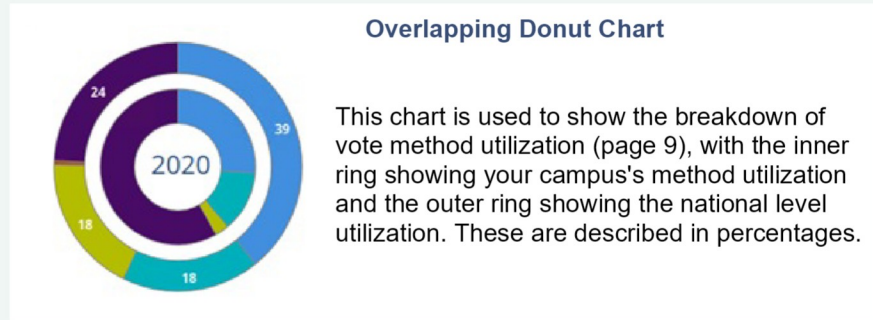 Overlapping Donut Chart
24
39
2020
18
18
This chart is used to show the breakdown of
vote method utilization (page 9), with the inner
ring showing your campus's method utilization
and the outer ring showing the national level
utilization. These are described in percentages.